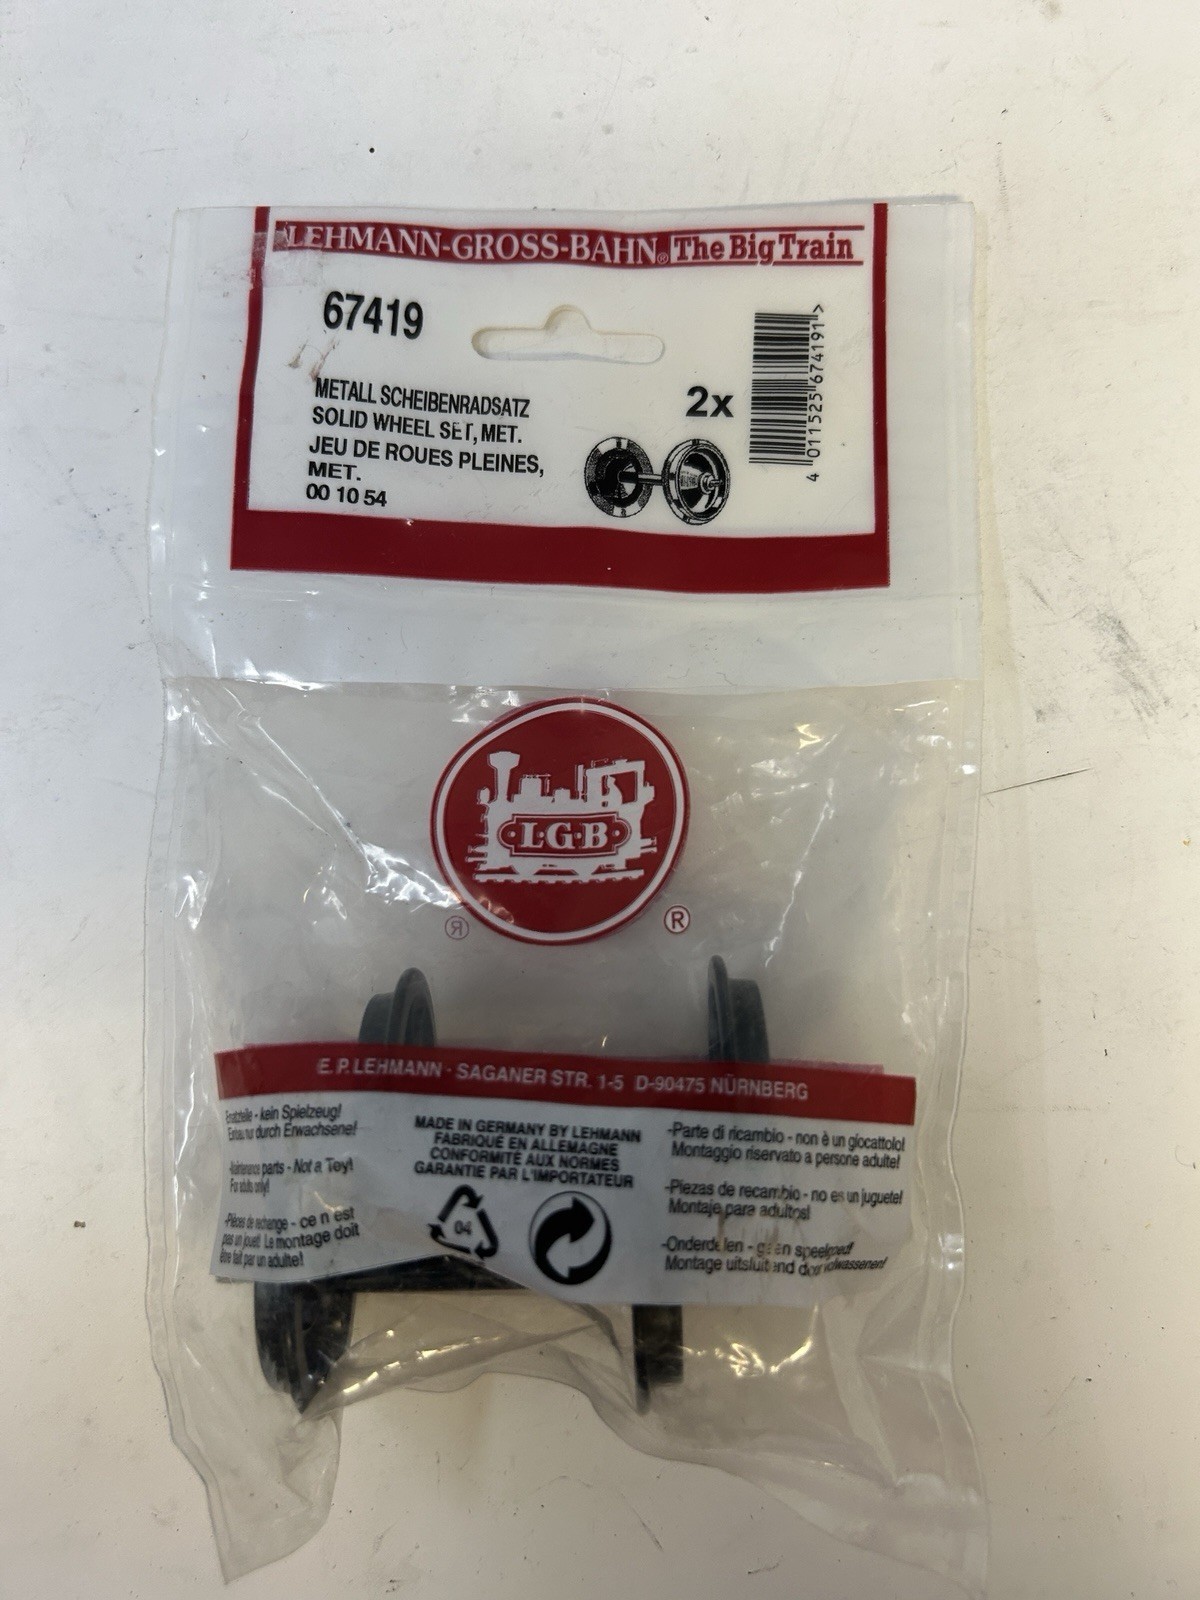 LEHMANN-GROSS-BAHN® The Big Train
67419
METALL SCHEIBENRADSATZ
SOLID WHEEL SET, MET.
JEU DE ROUES PLEINES,
MET.
00 10 54
2x
4 011525 674191 >
L·G·B
®
®
E. P. LEHMANN · SAGANER STR. 1-5 D-90475 NÜRNBERG
Ersatzteile - kein Spielzeug!
Einbau nur durch Erwachsene!
-Maintenance parts - Not a Toy!
For adults only!
-Pièces de rechange - ce n est
pas un jouet! Le montage doit
être fait par un adulte!
MADE IN GERMANY BY LEHMANN
FABRIQUÉ EN ALLEMAGNE
CONFORMITÉ AUX NORMES
GARANTIE PAR L'IMPORTATEUR
04
-Parte di ricambio - non è un giocattolo!
Montaggio riservato a persone adulte!
-Piezas de recambio - no es un juguete!
Montaje para adultos!
-Onderdelen - geen speelgoed!
Montage uitsluitend door volwassenen!